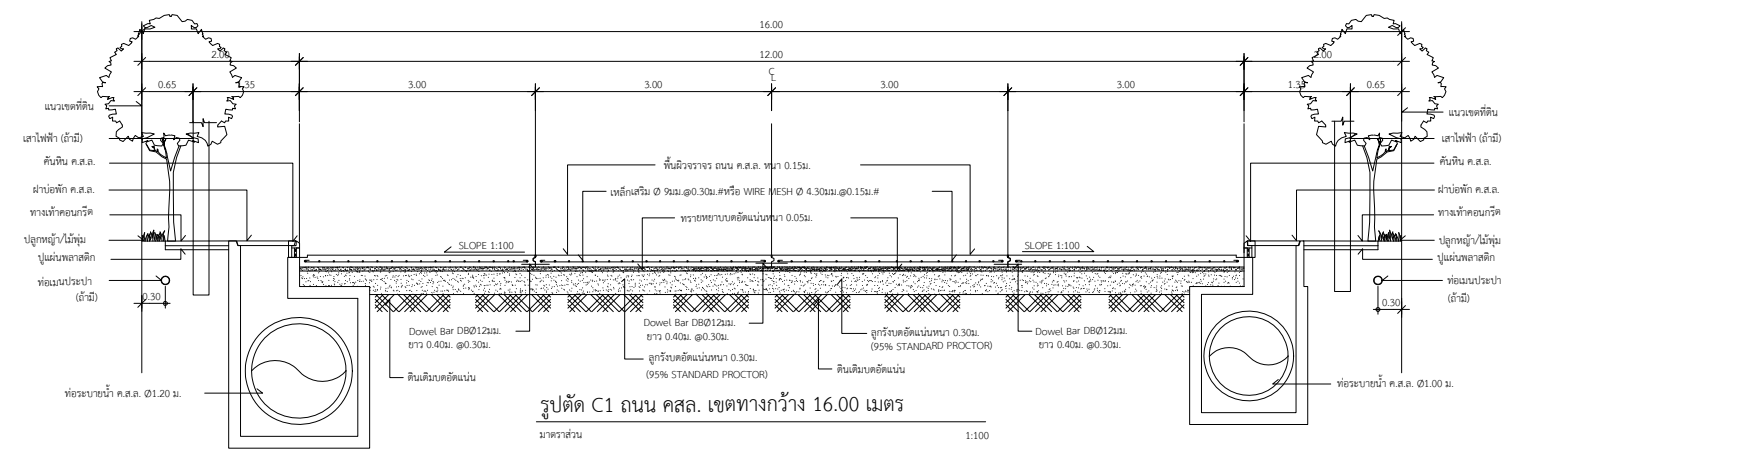 16.00
2.00 12.00 2.00
C
L
0.65 1.35 3.00 3.00 3.00 3.00 1.35 0.65
แนวเขตที่ดิน
เสาไฟฟ้า (ถ้ามี)
คันหิน ค.ส.ล.
ฝาบ่อพัก ค.ส.ล.
ทางเท้าคอนกรีต
ปลูกหญ้า/ไม้พุ่ม
ปูแผ่นพลาสติก
ท่อเมนประปา
(ถ้ามี)
0.30
พื้นผิวจราจร ถนน ค.ส.ล. หนา 0.15ม.
เหล็กเสริม Ø 9มม.@0.30ม.#หรือ WIRE MESH Ø 4.30มม.@0.15ม.#
ทรายหยาบบดอัดแน่นหนา 0.05ม.
SLOPE 1:100
SLOPE 1:100
แนวเขตที่ดิน
เสาไฟฟ้า (ถ้ามี)
คันหิน ค.ส.ล.
ฝาบ่อพัก ค.ส.ล.
ทางเท้าคอนกรีต
ปลูกหญ้า/ไม้พุ่ม
ปูแผ่นพลาสติก
ท่อเมนประปา
(ถ้ามี)
0.30
Dowel Bar DBØ12มม.
ยาว 0.40ม. @0.30ม.
Dowel Bar DBØ12มม.
ยาว 0.40ม. @0.30ม.
ลูกรังบดอัดแน่นหนา 0.30ม.
(95% STANDARD PROCTOR)
Dowel Bar DBØ12มม.
ยาว 0.40ม. @0.30ม.
ลูกรังบดอัดแน่นหนา 0.30ม.
(95% STANDARD PROCTOR)
ดินเดิมบดอัดแน่น
ดินเดิมบดอัดแน่น
ท่อระบายน้ำ ค.ส.ล. Ø1.20 ม.
ท่อระบายน้ำ ค.ส.ล. Ø1.00 ม.
รูปตัด C1 ถนน คสล. เขตทางกว้าง 16.00 เมตร
มาตราส่วน 1:100